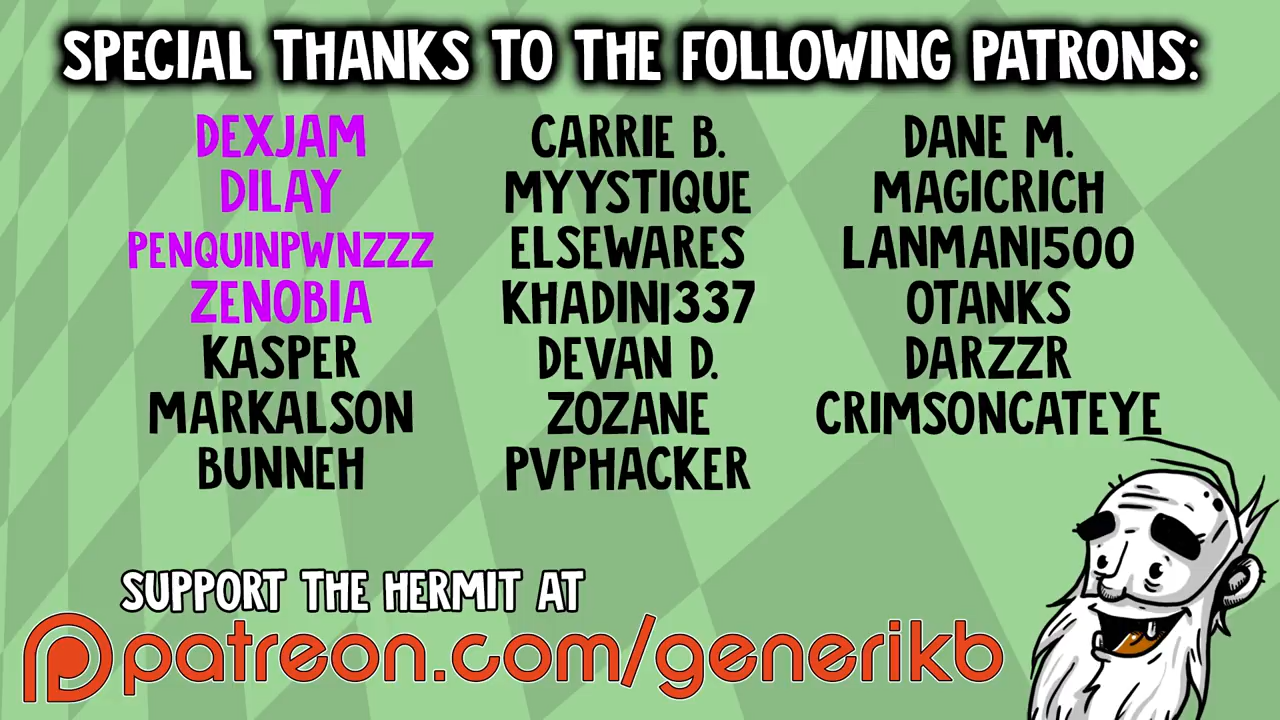 SPECIAL THANKS TO THE FOLLOWING PATRONS:
DEXJAM
DILAY
PENQUINPWNZZZ
ZENOBIA
KASPER
MARKALSON
BUNNEH
CARRIE B.
MYYSTIQUE
ELSEWARES
KHADIN1337
DEVAN D.
ZOZANE
PVPHACKER
DANE M.
MAGICRICH
LANMAN1500
OTANKS
DARZZR
CRIMSONCATEYE
SUPPORT THE HERMIT AT
patreon.com/generikb